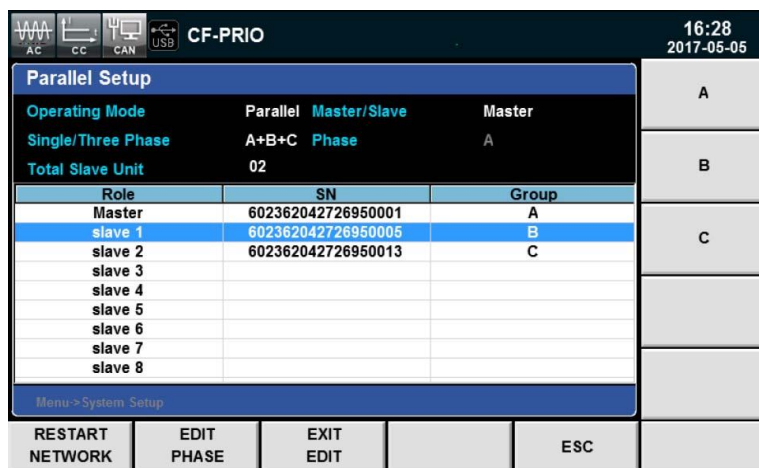 AC CC CAN USB CF-PRIO 16:28
2017-05-05
Parallel Setup
Operating Mode Parallel Master/Slave Master
Single/Three Phase A+B+C Phase A
Total Slave Unit 02
Role SN Group
Master 602362042726950001 A
slave 1 602362042726950005 B
slave 2 602362042726950013 C
slave 3
slave 4
slave 5
slave 6
slave 7
slave 8
Menu->System Setup
A
B
C
RESTART NETWORK
EDIT PHASE
EXIT EDIT
ESC